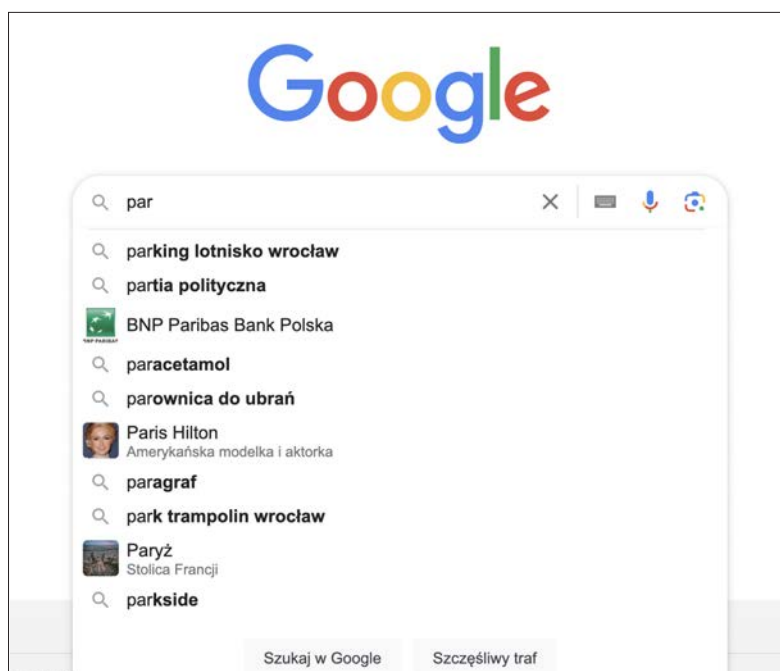 Google
par
parking lotnisko wrocław
partia polityczna
BNP Paribas Bank Polska
paracetamol
parownica do ubrań
Paris Hilton
Amerykańska modelka i aktorka
paragraf
park trampolin wrocław
Paryż
Stolica Francji
parkside
Szukaj w Google
Szczęśliwy traf